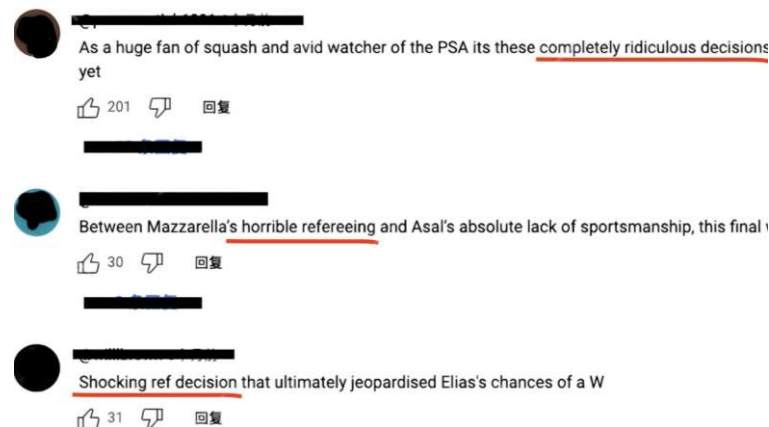 As a huge fan of squash and avid watcher of the PSA its these completely ridiculous decisions
yet
201 回复
Between Mazzarella's horrible refereeing and Asal's absolute lack of sportsmanship, this final
30 回复
Shocking ref decision that ultimately jeopardised Elias's chances of a W
31 回复